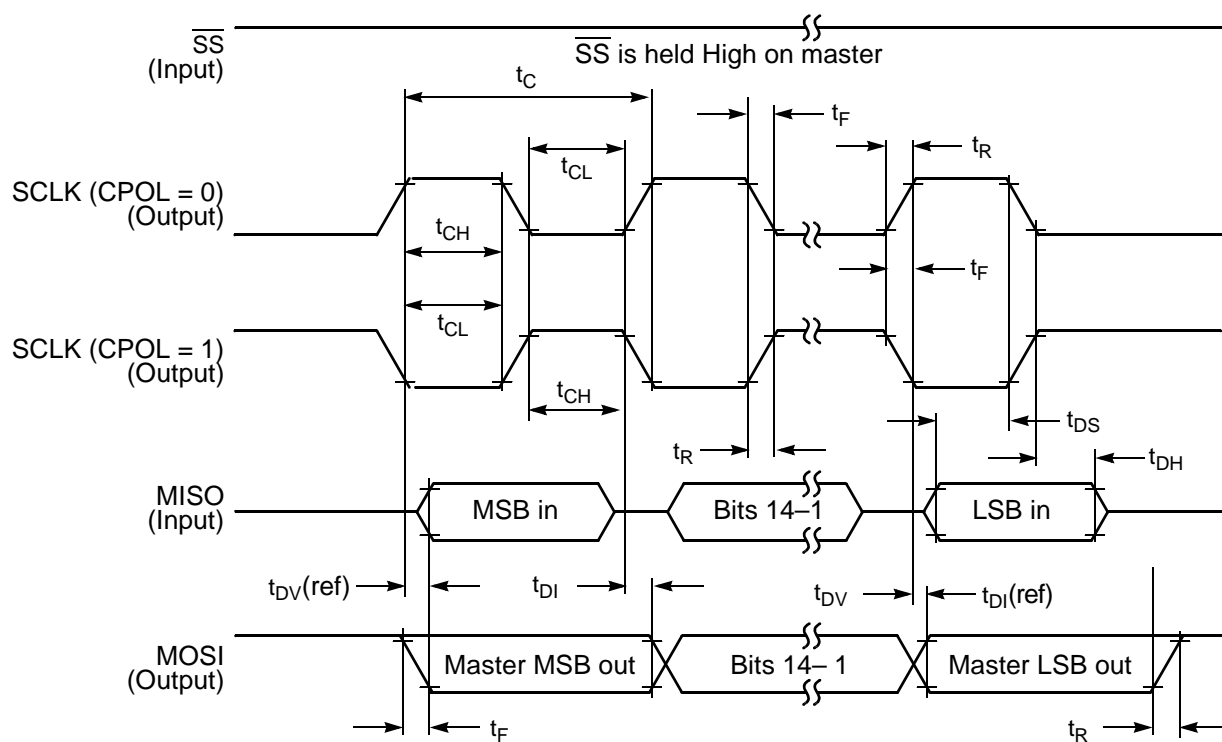 SS
(Input)
SS is held High on master
tC
tF
tR
tCL
SCLK (CPOL = 0)
(Output)
tCH
tF
tCL
SCLK (CPOL = 1)
(Output)
tCH
tDS
tR
tDH
MISO
(Input)
MSB in
Bits 14–1
LSB in
tDV(ref)
tDI
tDV
tDI(ref)
MOSI
(Output)
Master MSB out
Bits 14– 1
Master LSB out
tF
tR